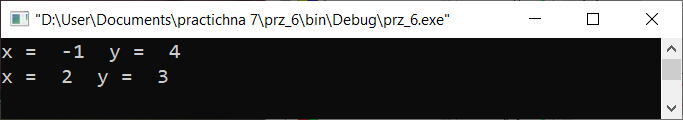 "D:\User\Documents\practichna 7\prz_6\bin\Debug\prz_6.exe"
x =  -1  y =  4
x =  2  y =  3